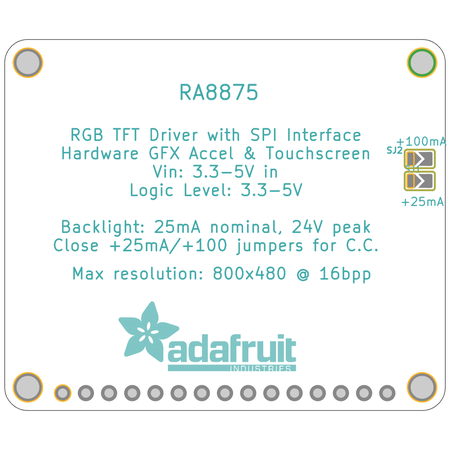 RA8875
RGB TFT Driver with SPI Interface
Hardware GFX Accel & Touchscreen
Vin: 3.3-5V in
Logic Level: 3.3-5V
Backlight: 25mA nominal, 24V peak
Close +25mA/+100 jumpers for C.C.
Max resolution: 800x480 @ 16bpp
+100mA
SJ2
+25mA
adafruit
INDUSTRIES